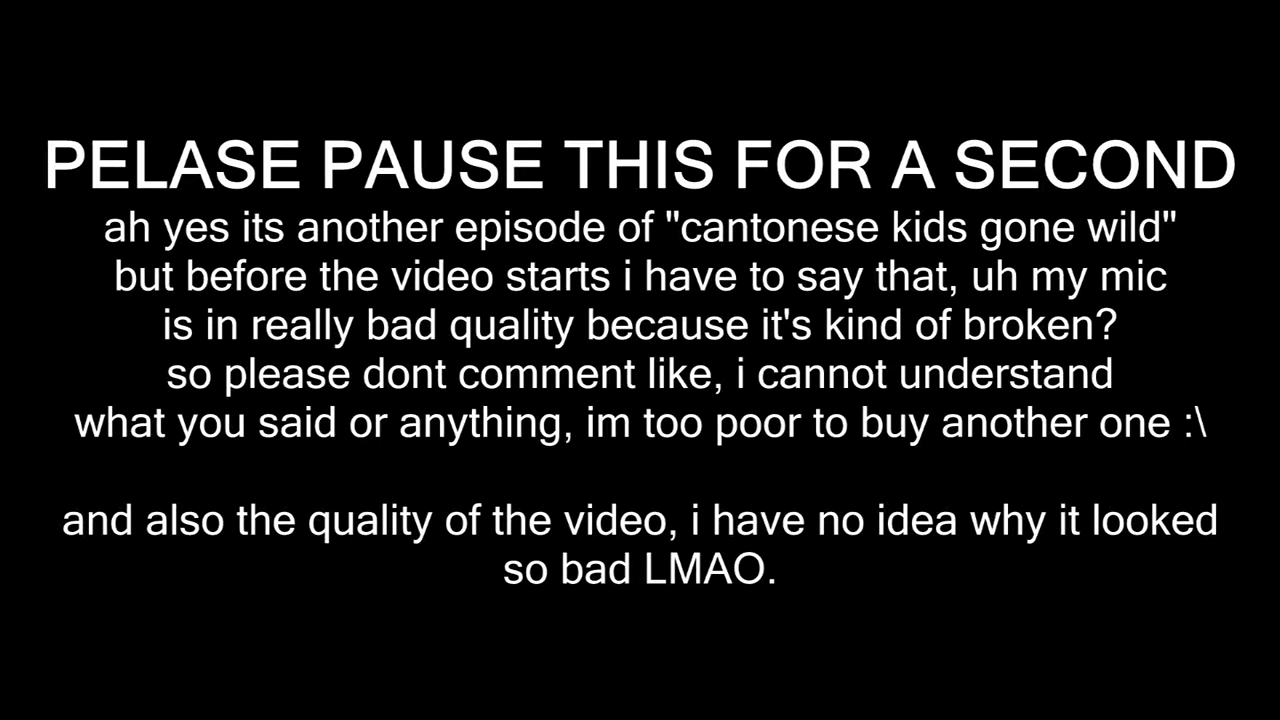 PELASE PAUSE THIS FOR A SECOND
ah yes its another episode of "cantonese kids gone wild"
but before the video starts i have to say that, uh my mic
is in really bad quality because it's kind of broken?
so please dont comment like, i cannot understand
what you said or anything, im too poor to buy another one :\
and also the quality of the video, i have no idea why it looked
so bad LMAO.